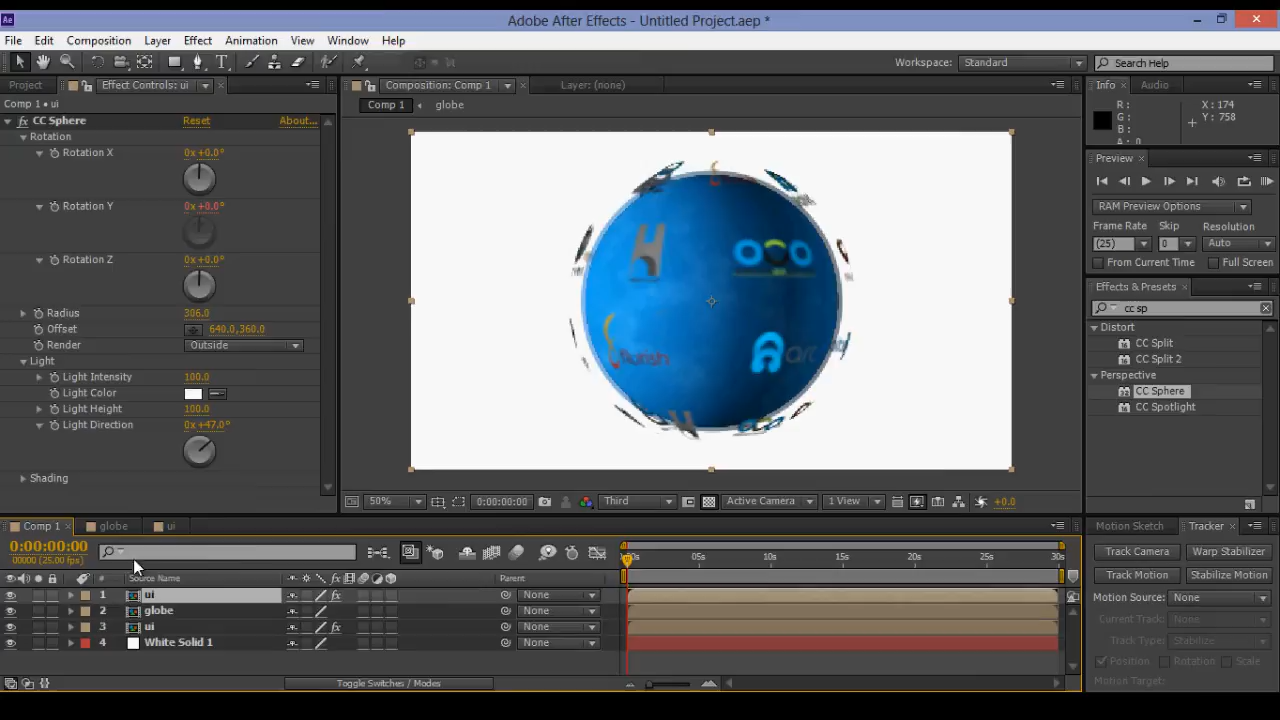 Ae
Adobe After Effects - Untitled Project.aep *
File Edit Composition Layer Effect Animation View Window Help
Workspace: Standard
Search Help
Project Effect Controls: ui
Composition: Comp 1 Layer: (none)
Info Audio
Comp 1 • ui
Comp 1 globe
fx CC Sphere Reset About...
Rotation
Rotation X 0x+0.0°
Rotation Y 0x+0.0°
Rotation Z 0x+0.0°
Radius 306.0
Offset 640.0,360.0
Render Outside
Light
Light Intensity 100.0
Light Color
Light Height 100.0
Light Direction 0x+47.0°
Shading
R :
G :
B :
A : 0
X : 174
Y : 758
Preview
RAM Preview Options
Frame Rate Skip Resolution
(25) 0 Auto
From Current Time Full Screen
Effects & Presets
cc sp
Distort
CC Split
CC Split 2
Perspective
CC Sphere
CC Spotlight
50% 0:00:00:00 Third Active Camera 1 View +0.0
Comp 1 globe ui
Motion Sketch Tracker
0:00:00:00
00000 (25.00 fps)
00s 05s 10s 15s 20s 25s 30s
# Source Name Parent
1 ui fx None
2 globe None
3 ui fx None
4 White Solid 1 None
Toggle Switches / Modes
Track Camera Warp Stabilizer
Track Motion Stabilize Motion
Motion Source: None
Current Track: None
Track Type: Stabilize
Position Rotation Scale
Motion Target: